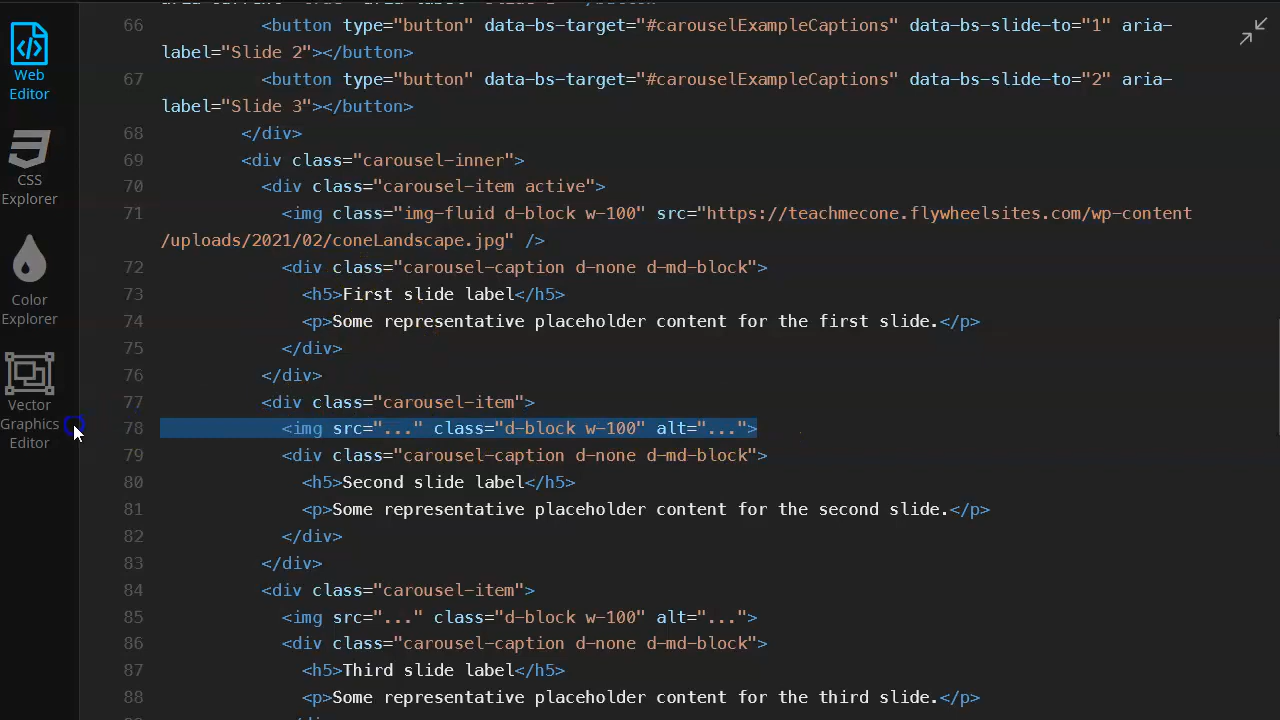 Web
Editor
CSS
Explorer
Color
Explorer
Vector
Graphics
Editor
66 <button type="button" data-bs-target="#carouselExampleCaptions" data-bs-slide-to="1" aria-
label="Slide 2"></button>
67 <button type="button" data-bs-target="#carouselExampleCaptions" data-bs-slide-to="2" aria-
label="Slide 3"></button>
68 </div>
69 <div class="carousel-inner">
70 <div class="carousel-item active">
71 <img class="img-fluid d-block w-100" src="https://teachmecone.flywheelsites.com/wp-content
/uploads/2021/02/coneLandscape.jpg" />
72 <div class="carousel-caption d-none d-md-block">
73 <h5>First slide label</h5>
74 <p>Some representative placeholder content for the first slide.</p>
75 </div>
76 </div>
77 <div class="carousel-item">
78 <img src="..." class="d-block w-100" alt="...">
79 <div class="carousel-caption d-none d-md-block">
80 <h5>Second slide label</h5>
81 <p>Some representative placeholder content for the second slide.</p>
82 </div>
83 </div>
84 <div class="carousel-item">
85 <img src="..." class="d-block w-100" alt="...">
86 <div class="carousel-caption d-none d-md-block">
87 <h5>Third slide label</h5>
88 <p>Some representative placeholder content for the third slide.</p>